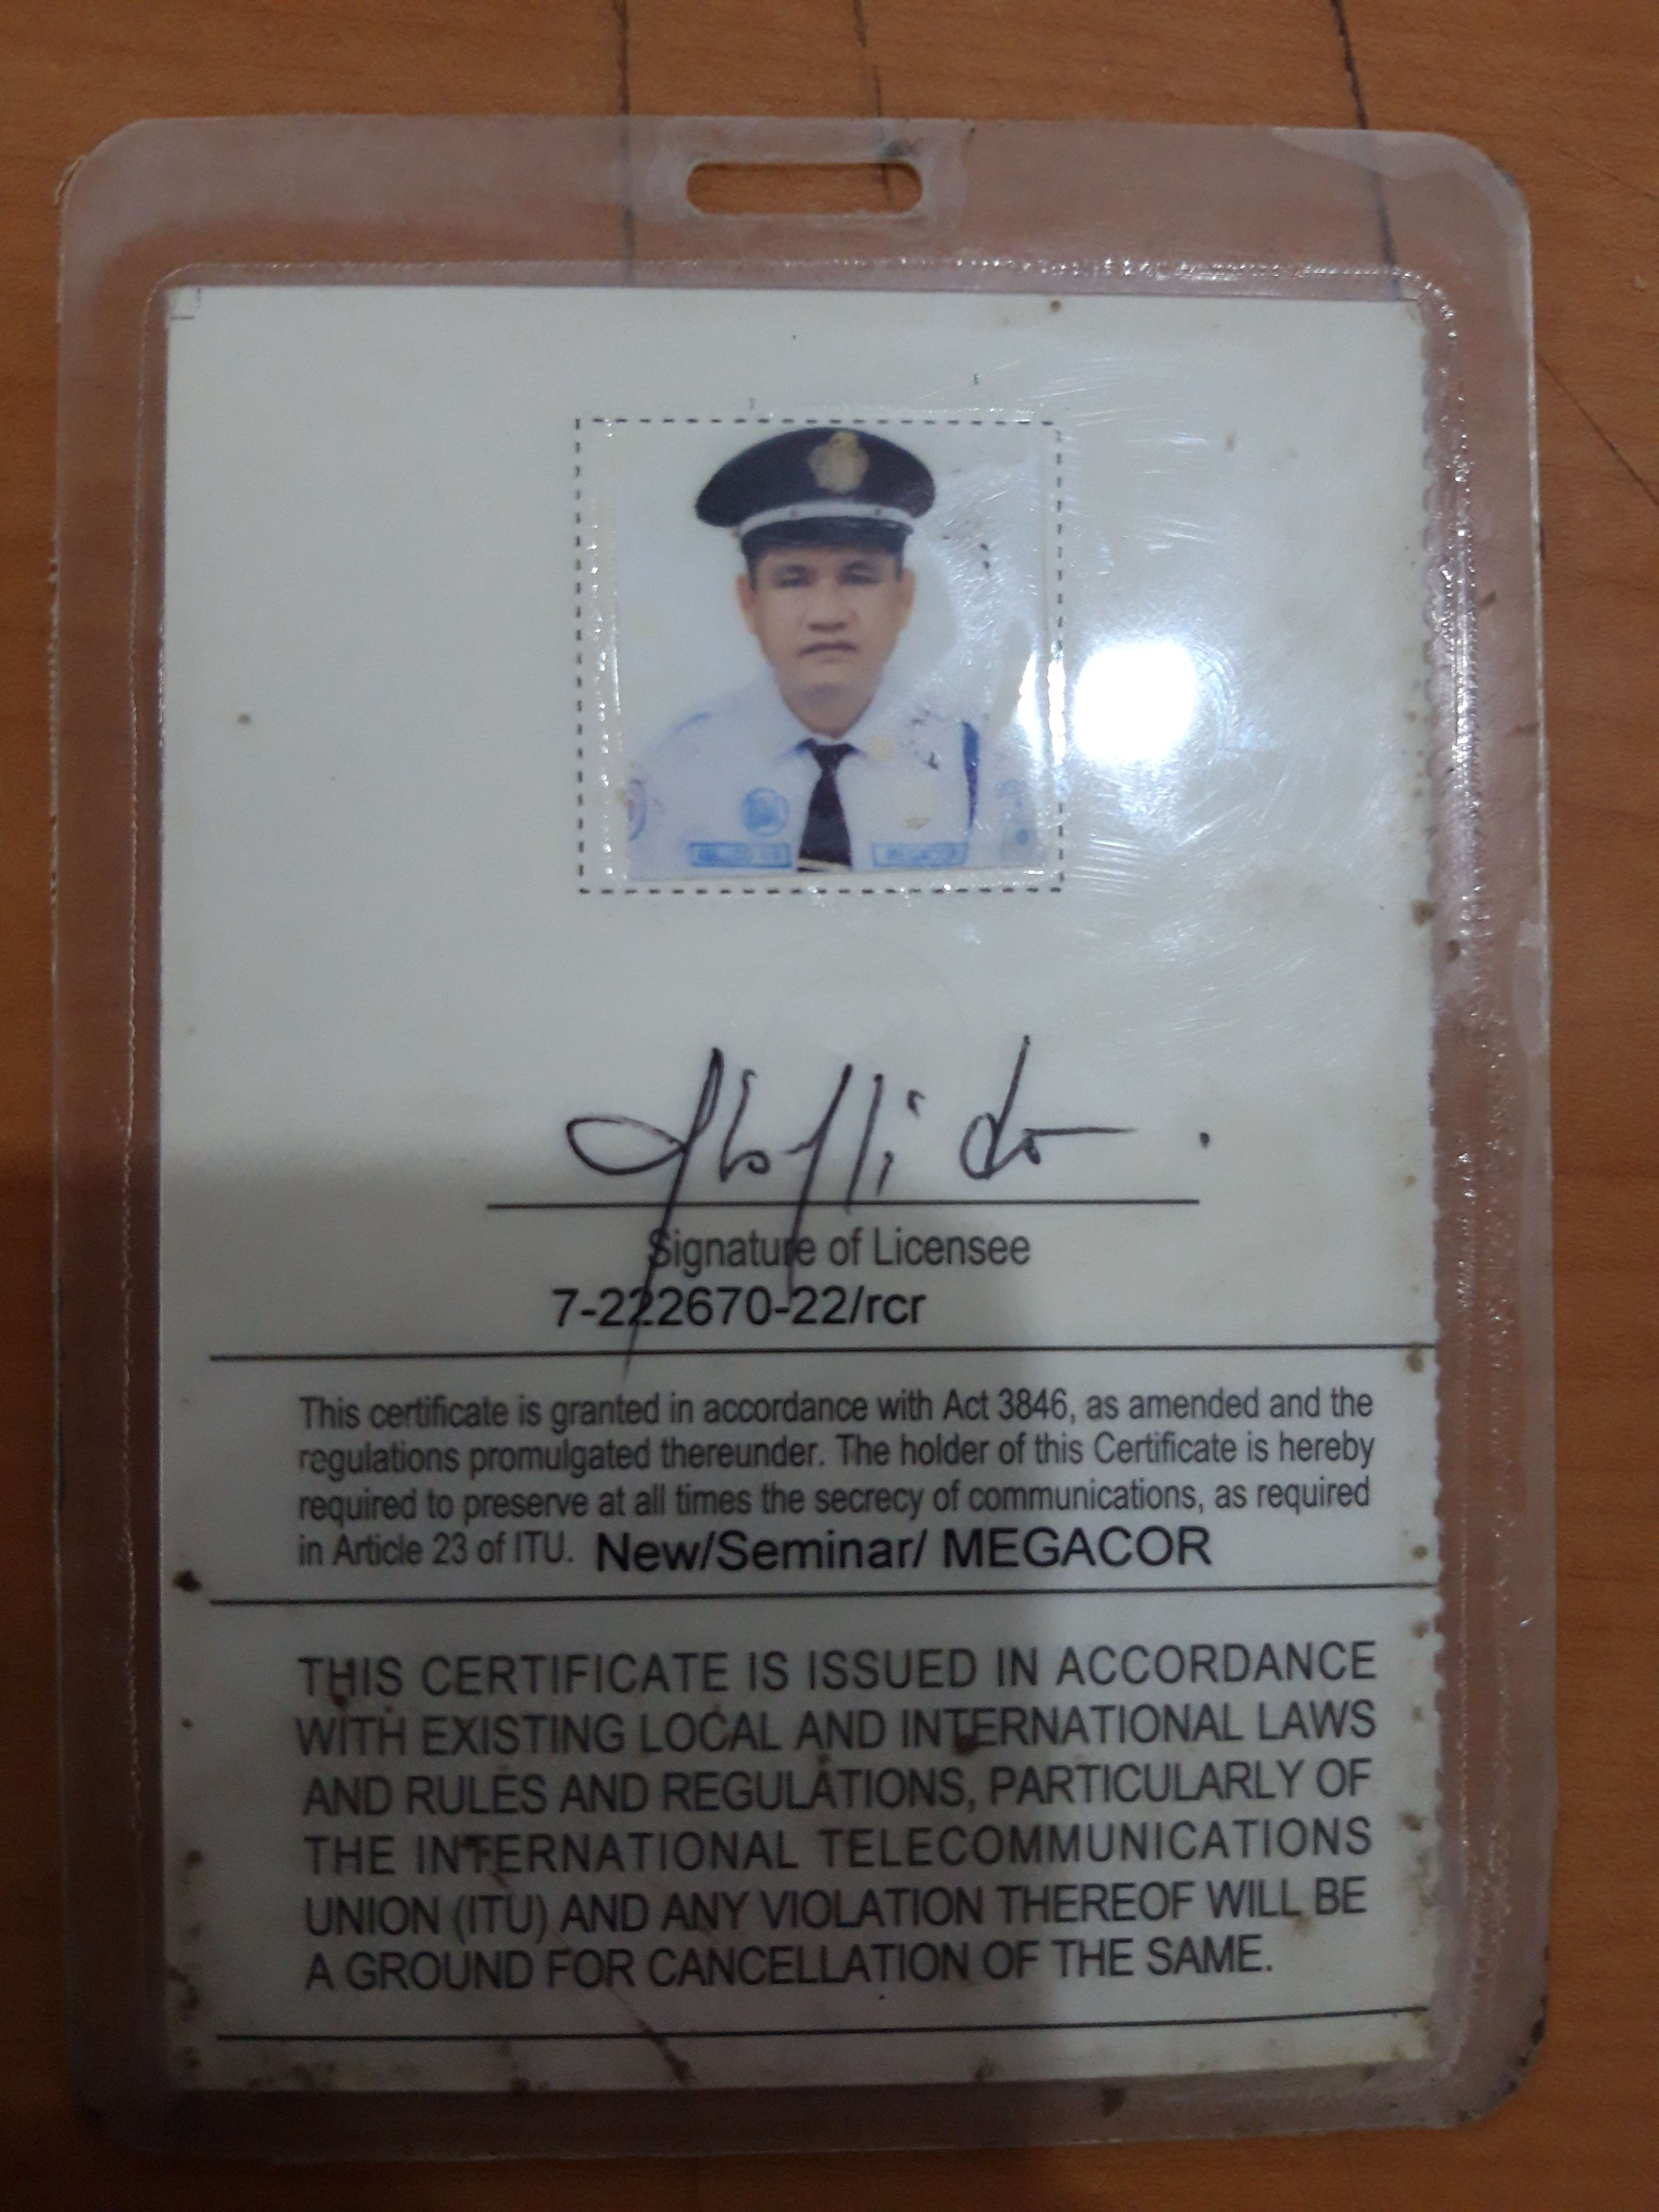 Signature of Licensee
7-222670-22/rcr
This certificate is granted in accordance with Act 3846, as amended and the
regulations promulgated thereunder. The holder of this Certificate is hereby
required to preserve at all times the secrecy of communications, as required
in Article 23 of ITU. New/Seminar/ MEGACOR
THIS CERTIFICATE IS ISSUED IN ACCORDANCE
WITH EXISTING LOCAL AND INTERNATIONAL LAWS
AND RULES AND REGULATIONS, PARTICULARLY OF
THE INTERNATIONAL TELECOMMUNICATIONS
UNION (ITU) AND ANY VIOLATION THEREOF WILL BE
A GROUND FOR CANCELLATION OF THE SAME.